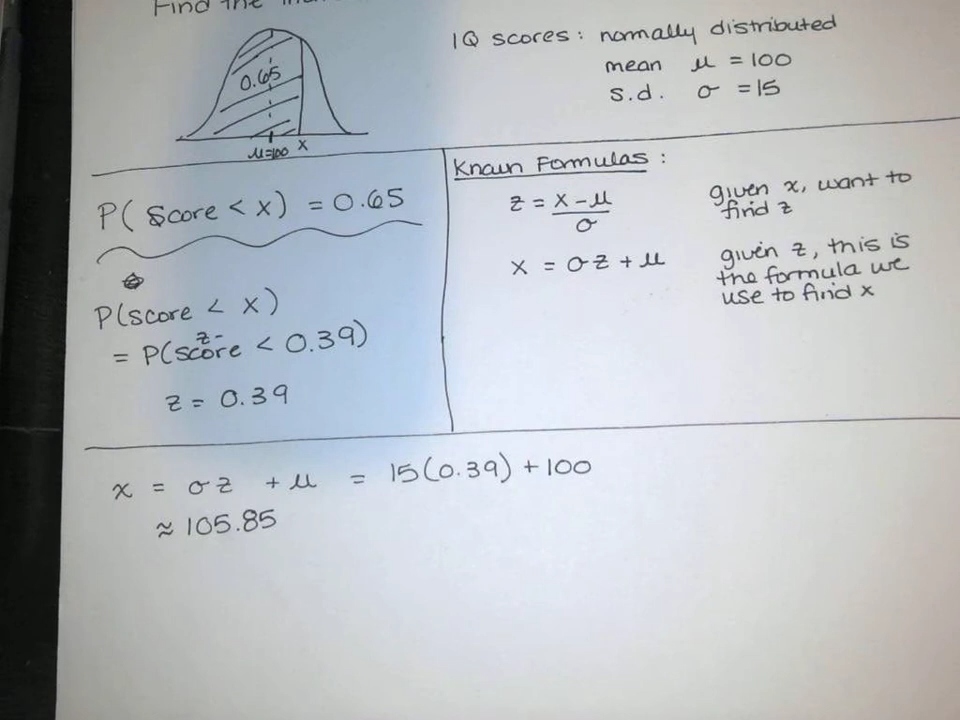 Find the
0.65
μ=100 x
IQ scores: normally distributed
mean μ = 100
s.d. σ = 15
P(score < x) = 0.65
P(score < x)
= P(z-score < 0.39)
z = 0.39
Known Formulas:
z = (x - μ)/σ
given x, want to
find z
x = σz + μ
given z, this is
the formula we
use to find x
x = σz + μ = 15(0.39) + 100
≈ 105.85